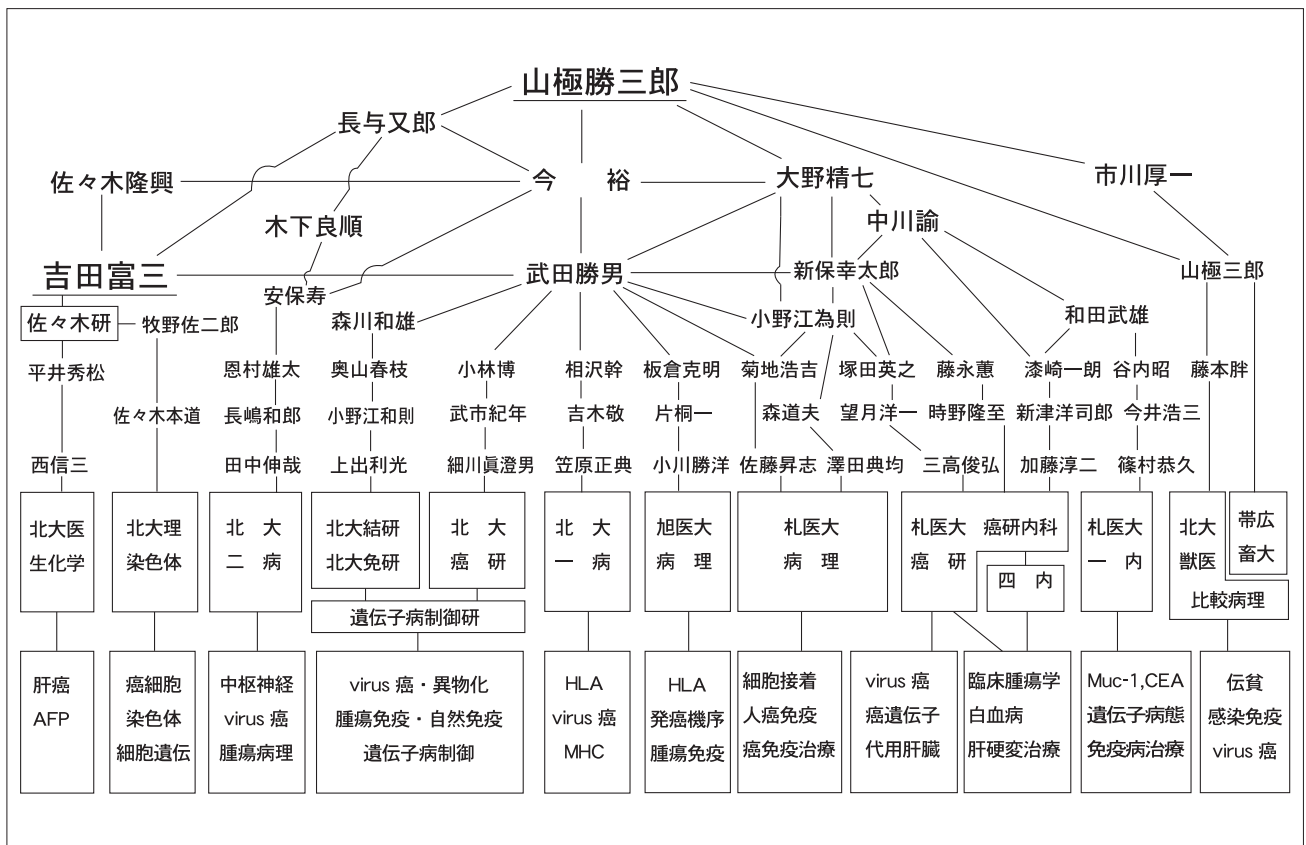 山極勝三郎
長与又郎
佐々木隆興
今 裕
大野精七
市川厚一
木下良順
中川諭
吉田富三
武田勝男
新保幸太郎
山極三郎
安保寿
佐々木研
牧野佐二郎
森川和雄
小野江為則
和田武雄
平井秀松
恩村雄太
奥山春枝
小林博
相沢幹
板倉克明
菊地浩吉
塚田英之
藤永蕙
漆崎一朗
谷内昭
藤本胖
佐々木本道
長嶋和郎
小野江和則
武市紀年
吉木敬
片桐一
森道夫
望月洋一
時野隆至
新津洋司郎
今井浩三
西信三
田中伸哉
上出利光
細川眞澄男
笠原正典
小川勝洋
佐藤昇志
澤田典均
三高俊弘
加藤淳二
篠村恭久
北大医
生化学
北大理
染色体
北 大
二 病
北大結研
北大免研
北 大
癌 研
北 大
一 病
旭医大
病 理
札医大
病 理
札医大 癌研内科
癌 研
四 内
札医大
一 内
北大
獣医
帯広
畜大
比較病理
遺伝子病制御研
肝癌
AFP
癌細胞
染色体
細胞遺伝
中枢神経
virus 癌
腫瘍病理
virus 癌・異物化
腫瘍免疫・自然免疫
遺伝子病制御
HLA
virus 癌
MHC
HLA
発癌機序
腫瘍免疫
細胞接着
人癌免疫
癌免疫治療
virus 癌
癌遺伝子
代用肝臓
臨床腫瘍学
白血病
肝硬変治療
Muc-1,CEA
遺伝子病態
免疫病治療
伝貧
感染免疫
virus 癌